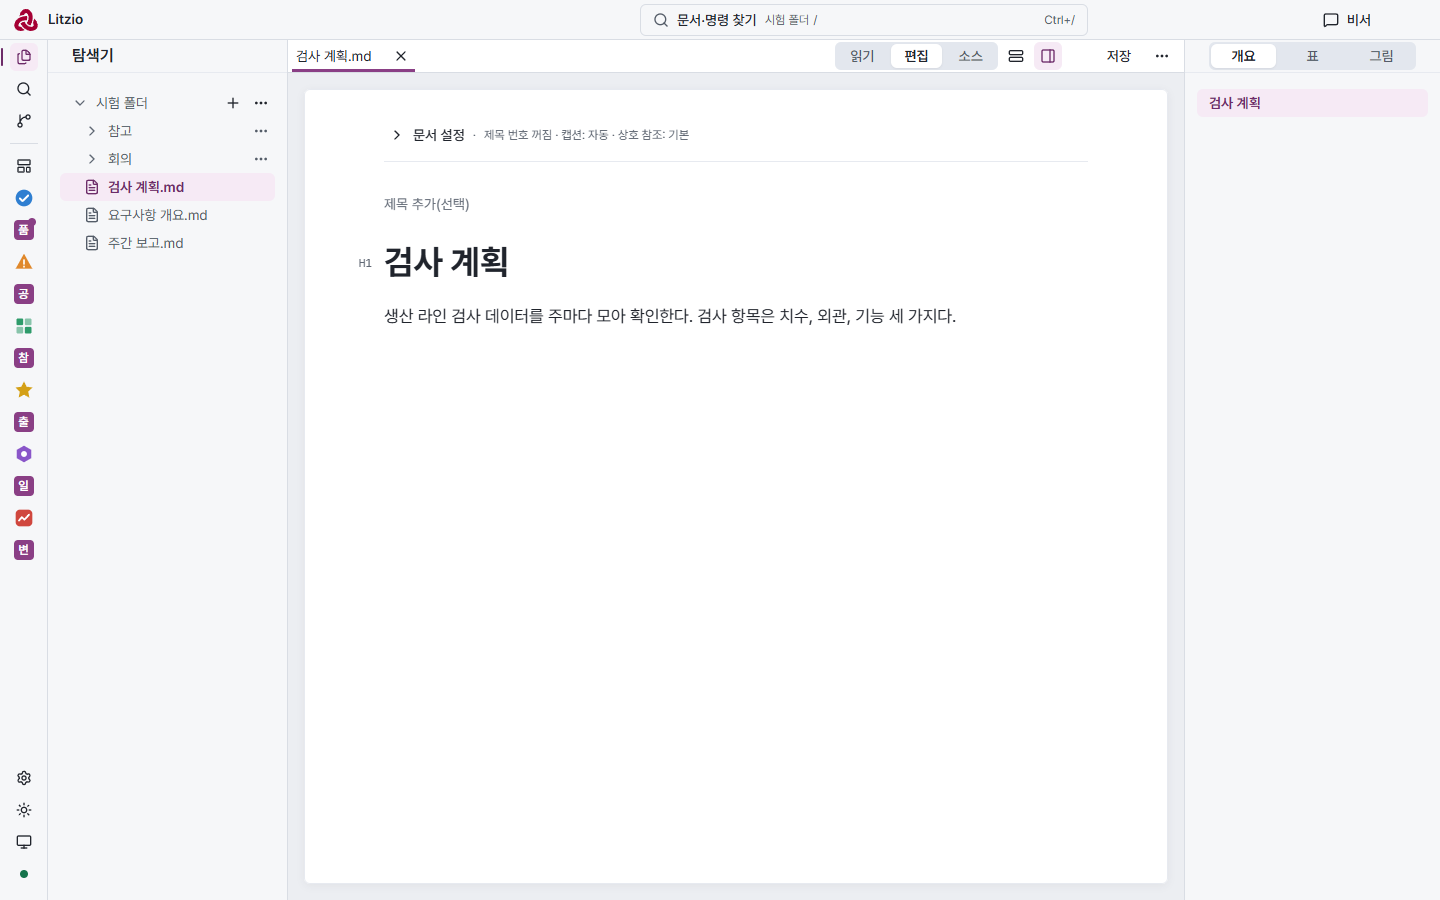 Litzio
문서·명령 찾기 시험 폴더 / Ctrl+/
비서
탐색기
검사 계획.md
읽기 편집 소스
저장
개요 표 그림
시험 폴더
참고
회의
검사 계획.md
요구사항 개요.md
주간 보고.md
품
공
참
출
일
변
문서 설정 · 제목 번호 꺼짐 · 캡션: 자동 · 상호 참조: 기본
제목 추가(선택)
H1 검사 계획
생산 라인 검사 데이터를 주마다 모아 확인한다. 검사 항목은 치수, 외관, 기능 세 가지다.
검사 계획